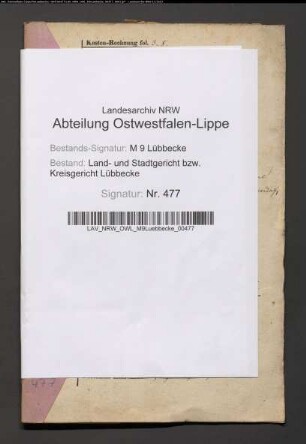 Kosten-Rechnung fol.
Landesarchiv NRW
Abteilung Ostwestfalen-Lippe
Bestands-Signatur: M 9 Lübbecke
Bestand: Land- und Stadtgericht bzw.
Kreisgericht Lübbecke
Signatur: Nr. 477
LAV_NRW_OWL_M9Luebbecke_00477
477